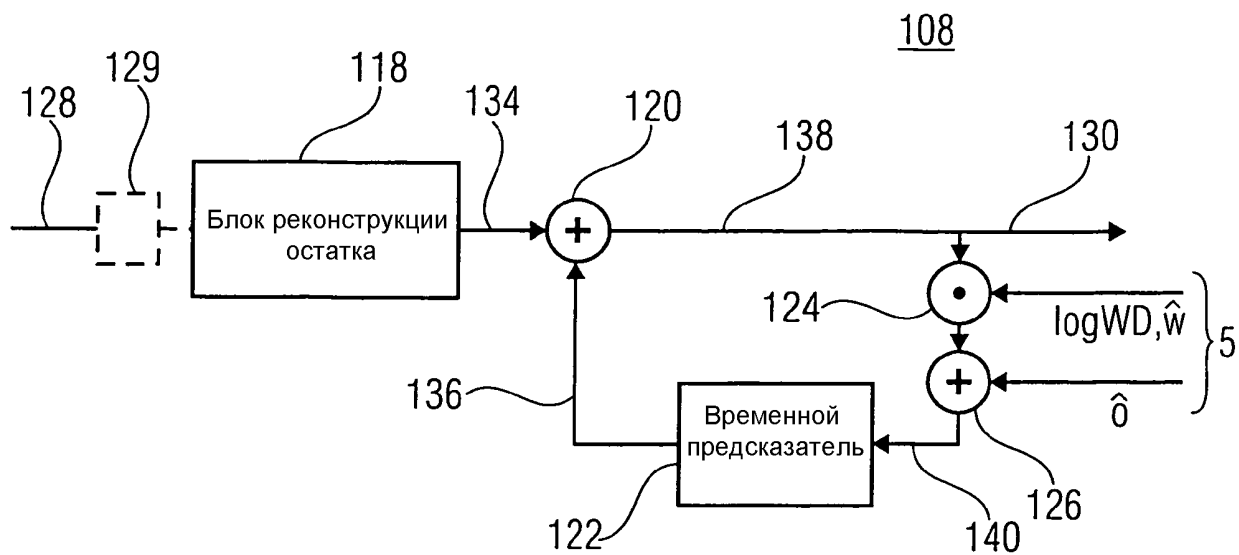 108
128
129
118
134
120
138
130
Блок реконструкции
остатка
+
124
logWD, ŵ
5
136
Временной
предсказатель
+
ô
122
140
126